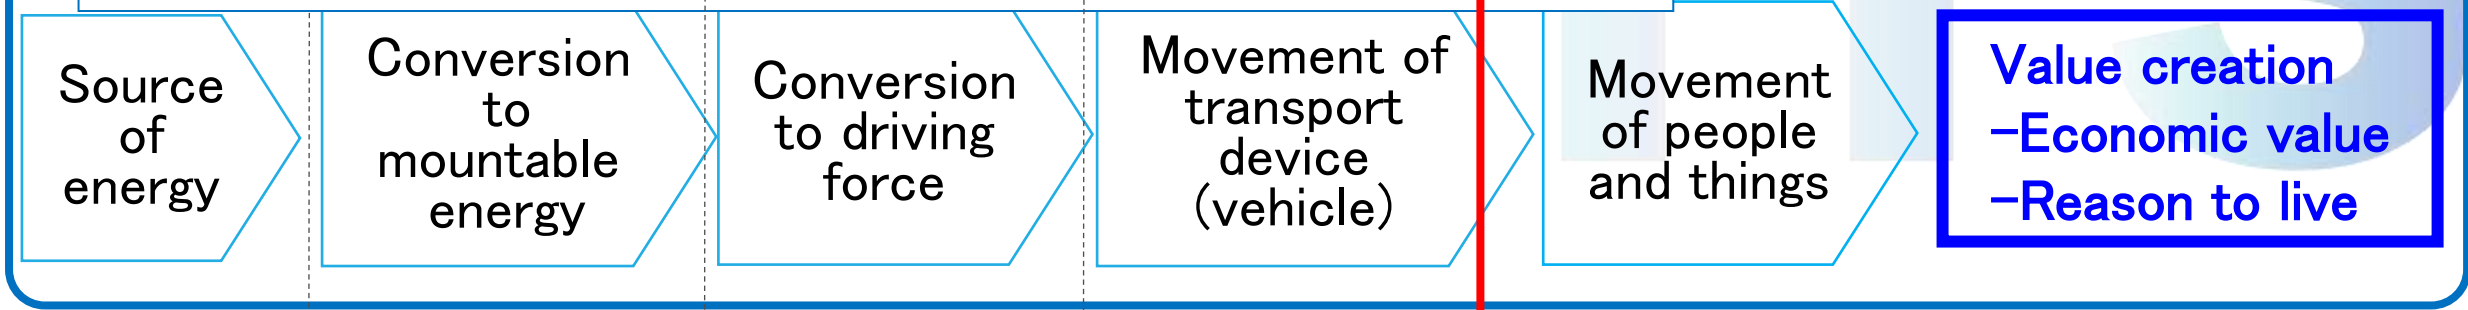 Source
of
energy
Conversion
to
mountable
energy
Conversion
to driving
force
Movement of
transport
device
(vehicle)
Movement
of people
and things
Value creation
−Economic value
−Reason to live